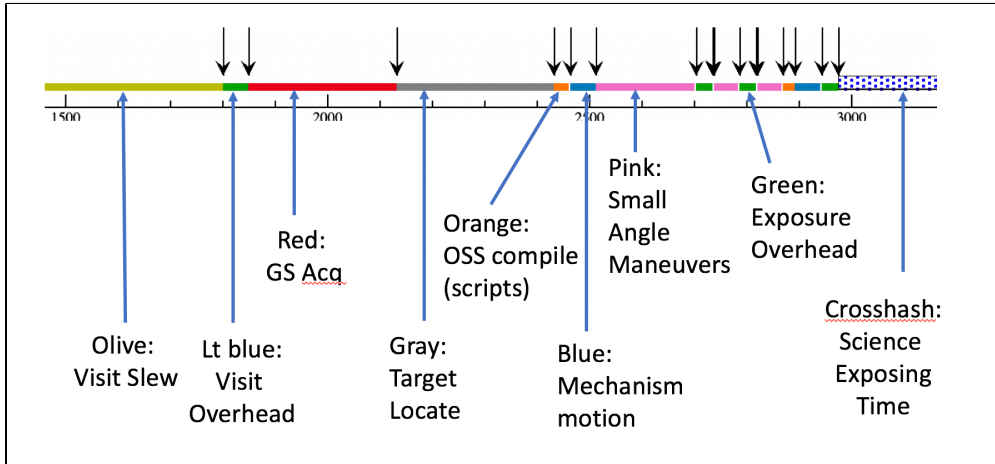 1500
2000
2500
3000
Pink:
Small
Angle
Maneuvers
Green:
Exposure
Overhead
Orange:
OSS compile
(scripts)
Red:
GS Acq
Crosshash:
Science
Exposing
Time
Olive:
Visit Slew
Lt blue:
Visit
Overhead
Gray:
Target
Locate
Blue:
Mechanism
motion